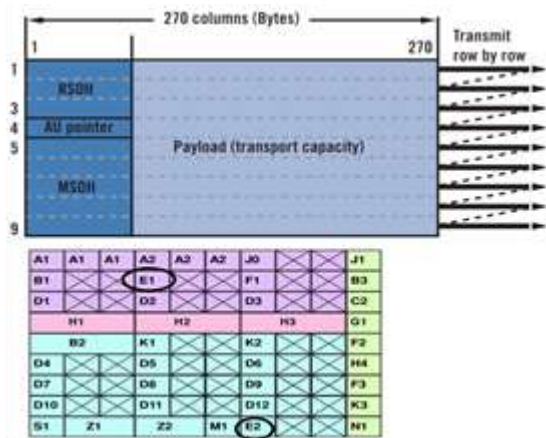 270 columns (Bytes)
1
270
Transmit
row by row
1
RSOH
3
4
AU pointer
5
Payload (transport capacity)
MSOH
9
A1 A1 A1 A2 A2 A2 J0 J1
B1 E1 F1 B3
D1 D2 D3 C2
H1 H2 H3 G1
B2 K1 K2 F2
D4 D5 D6 H4
D7 D8 D9 F3
D10 D11 D12 K3
S1 Z1 Z2 M1 E2 N1